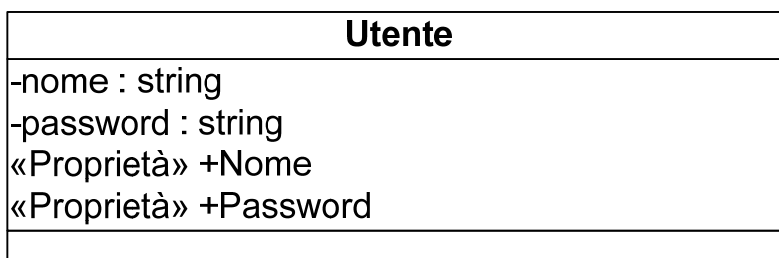 Utente
-nome : string
-password : string
«Proprietà» +Nome
«Proprietà» +Password